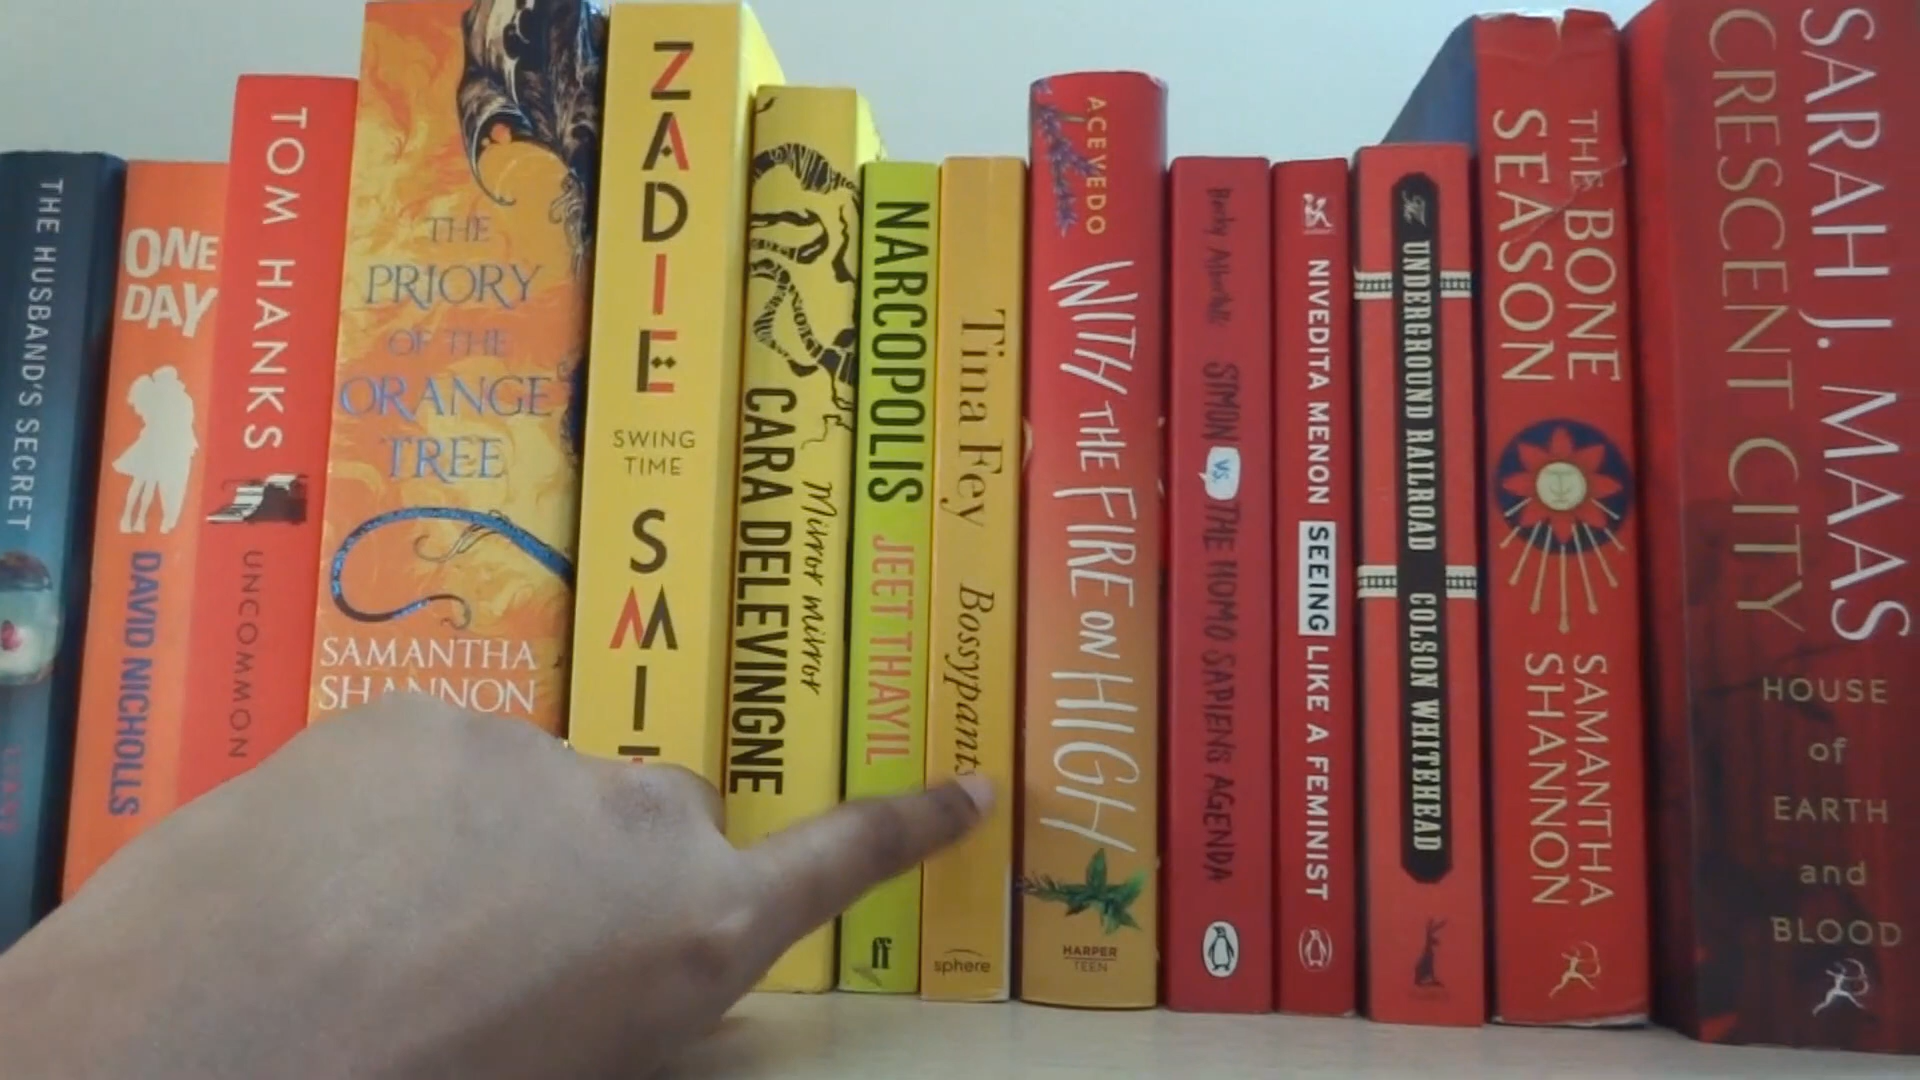 THE HUSBAND'S SECRET
ONE
DAY
DAVID NICHOLLS
TOM HANKS
UNCOMMON
THE
PRIORY
OF THE
ORANGE
TREE
SAMANTHA
SHANNON
ZADIE
SWING
TIME
CARA DELEVINGNE
Mirror Mirror
NARCOPOLIS JEET THAYIL
ff
Tina Fey Bossypants
sphere
ACEVEDO
WITH THE FIRE ON HIGH
HARPER
TEEN
Becky Albertalli SIMON VS. THE HOMO SAPIENS AGENDA
NIVEDITA MENON SEEING LIKE A FEMINIST
The UNDERGROUND RAILROAD COLSON WHITEHEAD
THE BONE
SEASON
SAMANTHA
SHANNON
SARAH J. MAAS
CRESCENT CITY
HOUSE
of
EARTH
and
BLOOD